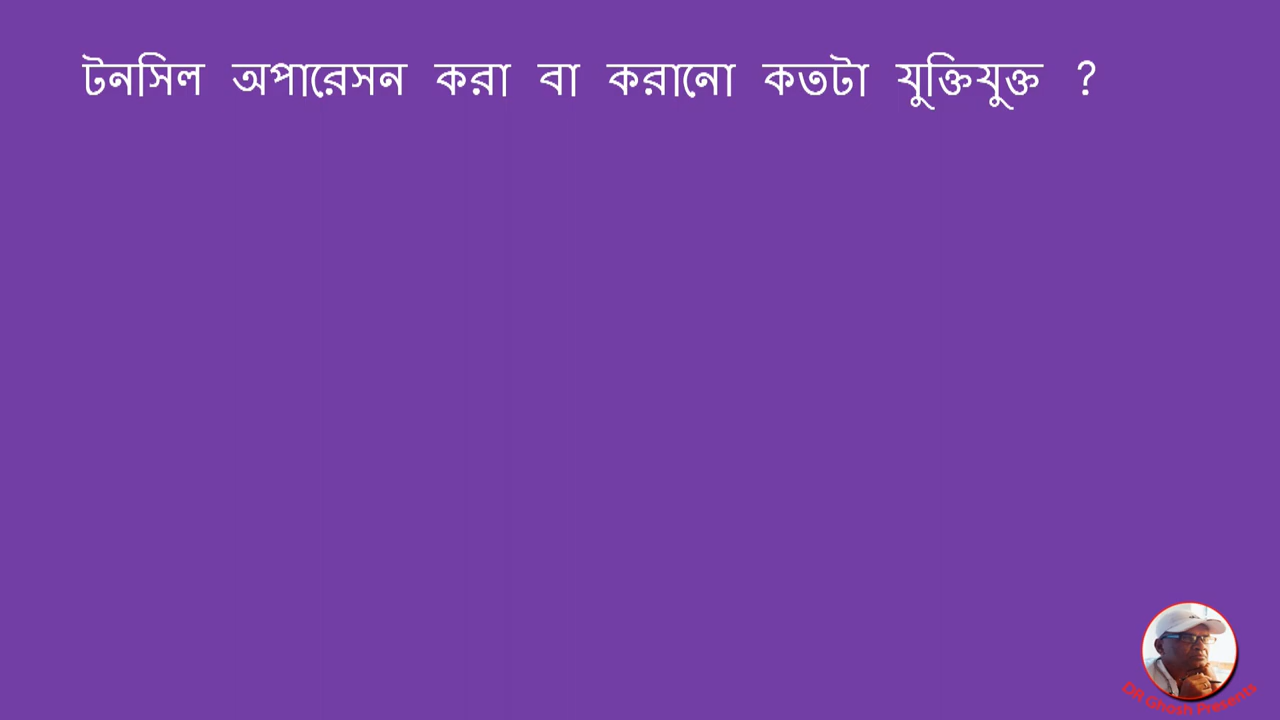 টনসিল অপারেসন করা বা করানো কতটা যুক্তিযুক্ত ?
DR Ghosh Presents